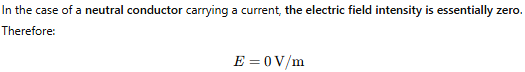 In the case of a neutral conductor carrying a current, the electric field intensity is essentially zero.
Therefore:
E = 0 V/m